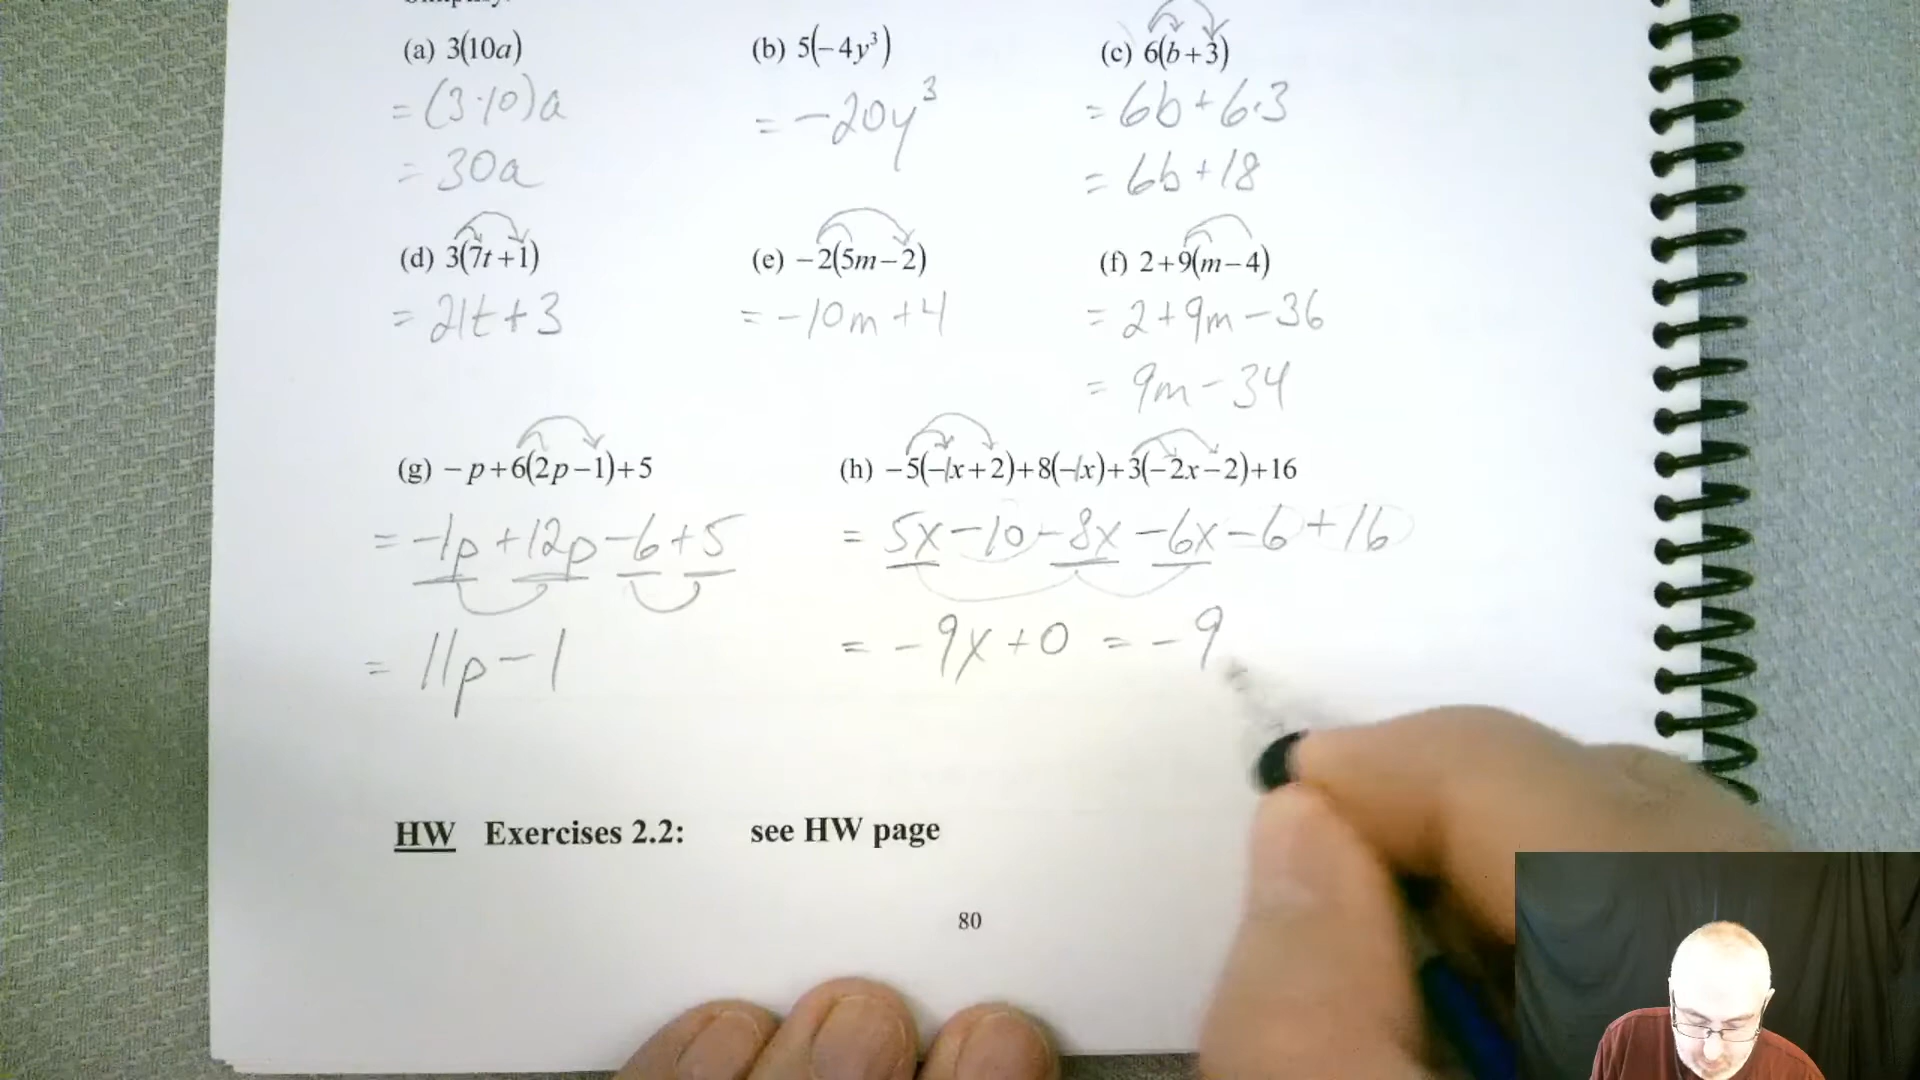 (a) 3(10a) (b) 5(−4y³) (c) 6(b+3)
= (3·10)a = −20y³ = 6b+6·3
= 30a = 6b+18
(d) 3(7t+1) (e) −2(5m−2) (f) 2+9(m−4)
= 21t+3 = −10m+4 = 2+9m−36
= 9m−34
(g) −p+6(2p−1)+5 (h) −5(−1x+2)+8(−1x)+3(−2x−2)+16
= −1p+12p−6+5 = 5x−10−8x−6x−6+16
= 11p−1 = −9x+0 = −9
HW Exercises 2.2: see HW page
80